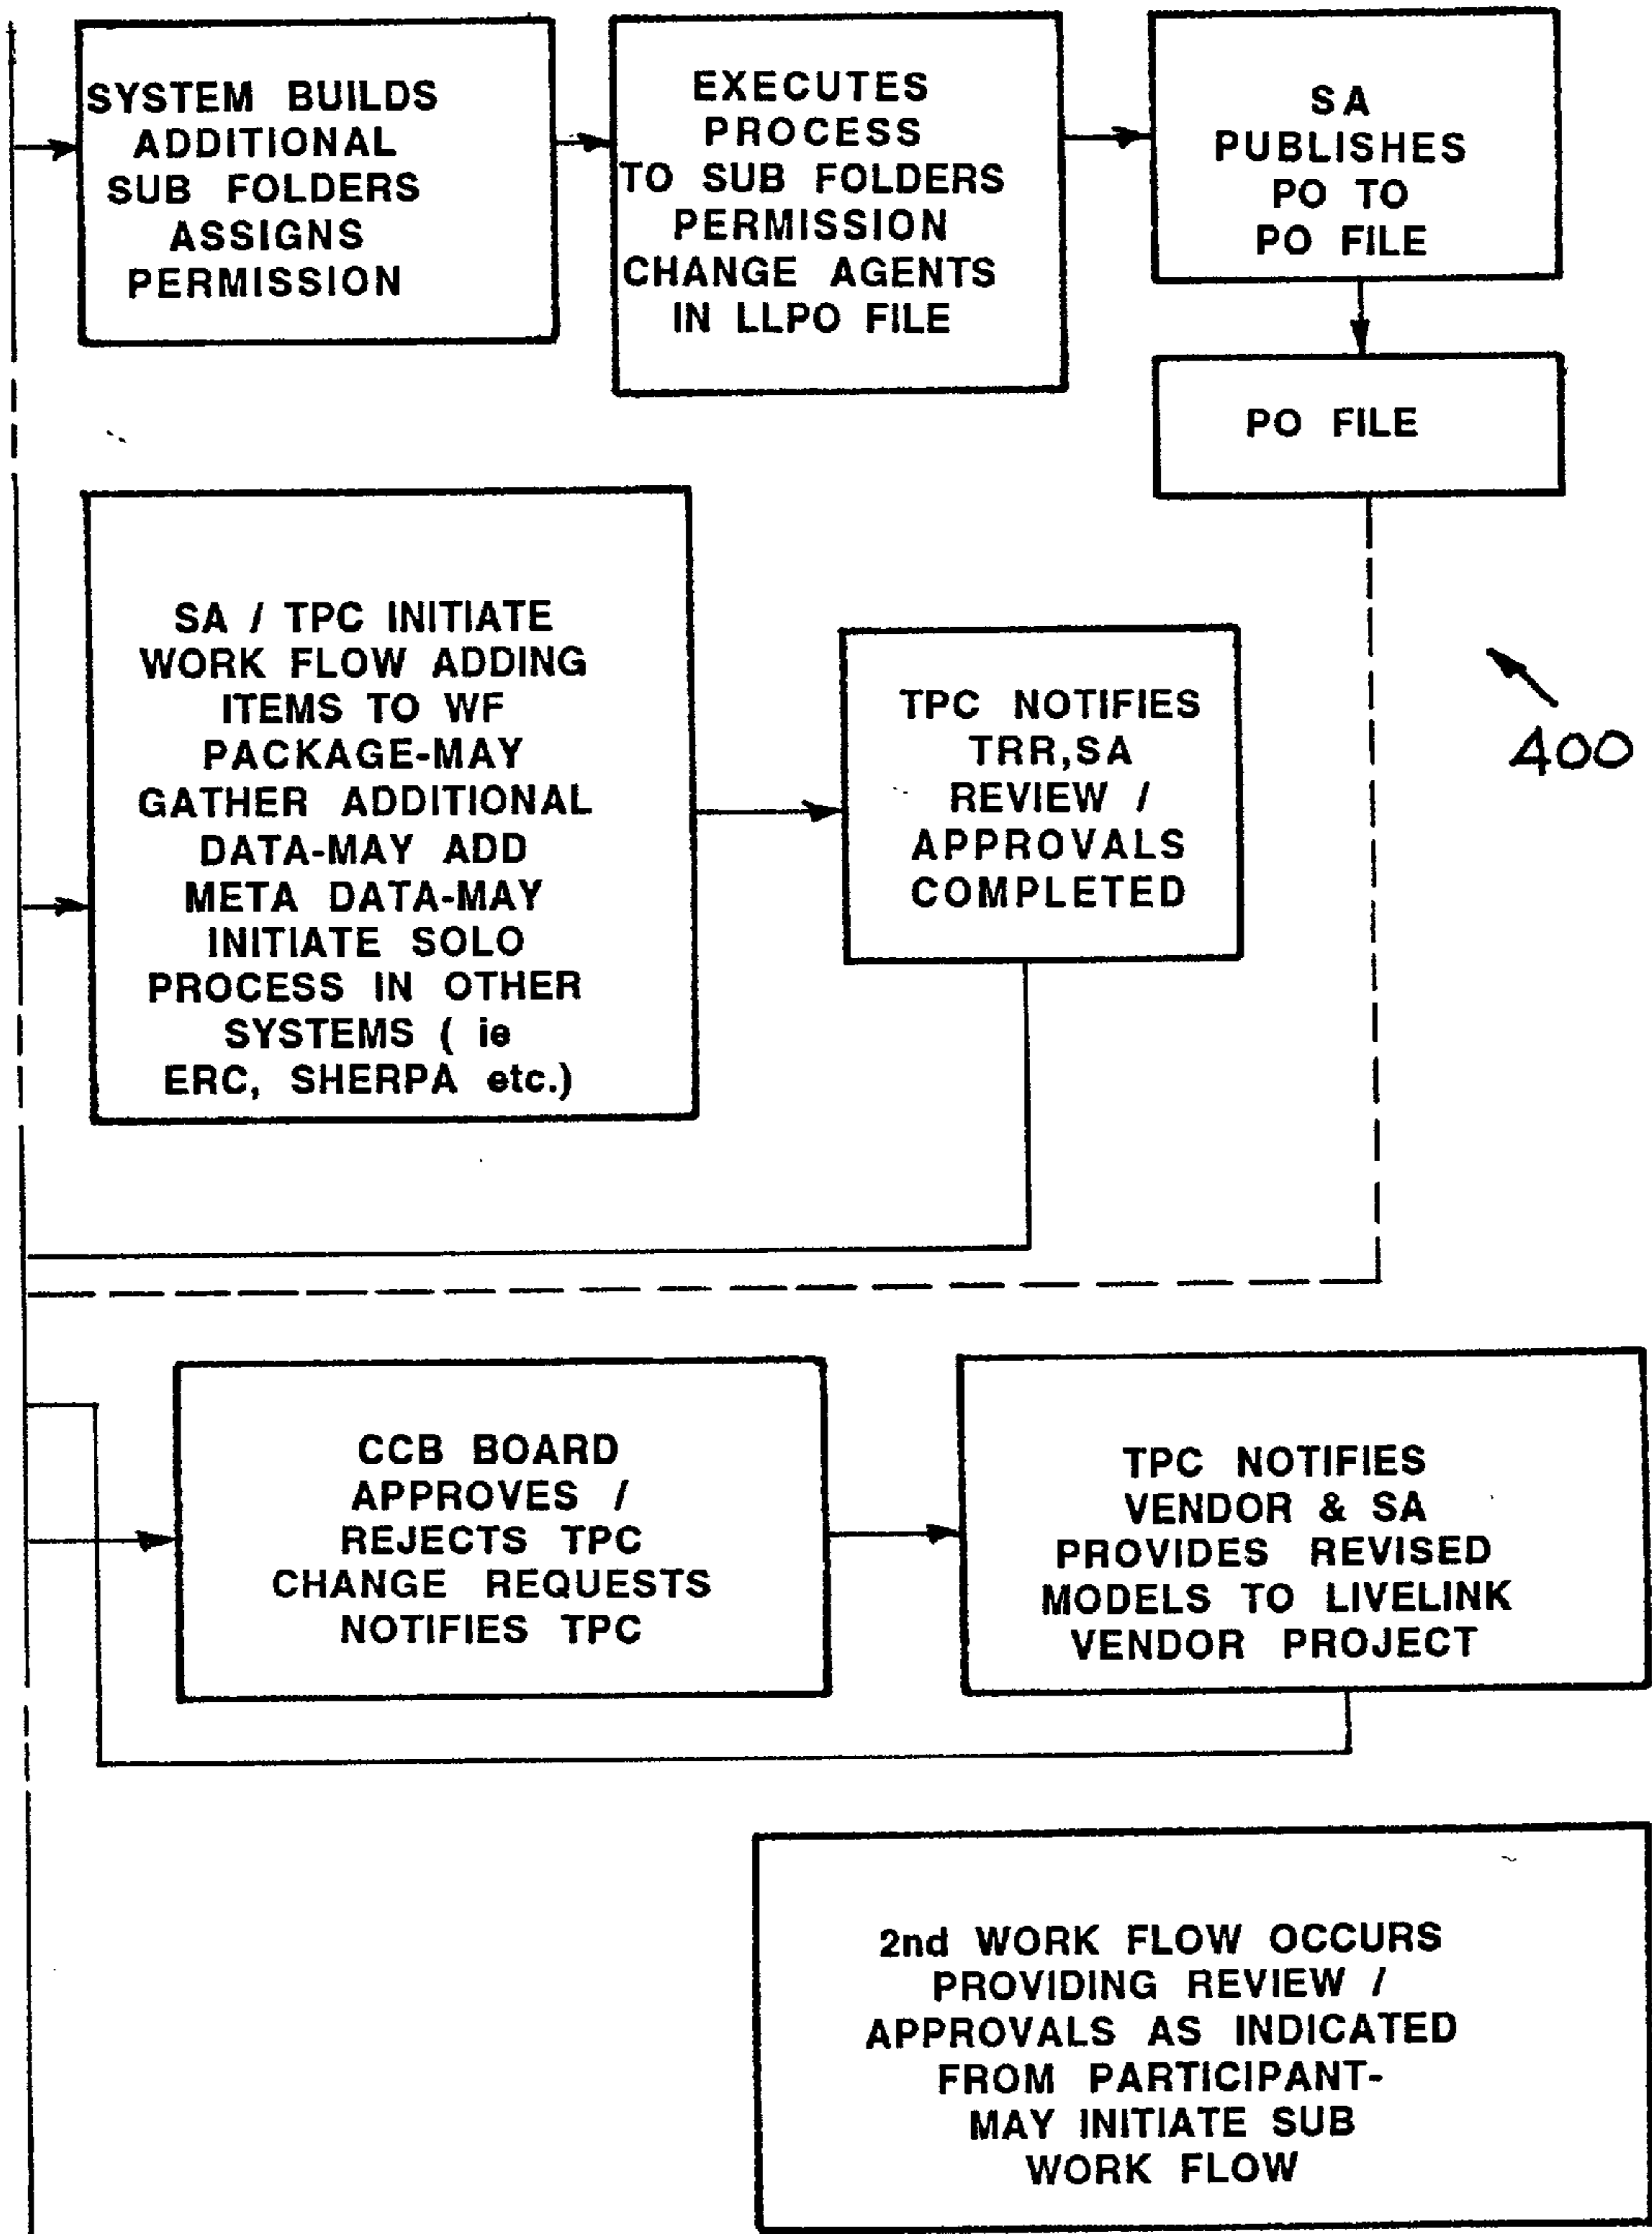 SYSTEM BUILDS
ADDITIONAL
SUB FOLDERS
ASSIGNS
PERMISSION
EXECUTES
PROCESS
TO SUB FOLDERS
PERMISSION
CHANGE AGENTS
IN LLPO FILE
SA
PUBLISHES
PO TO
PO FILE
PO FILE
SA / TPC INITIATE
WORK FLOW ADDING
ITEMS TO WF
PACKAGE-MAY
GATHER ADDITIONAL
DATA-MAY ADD
META DATA-MAY
INITIATE SOLO
PROCESS IN OTHER
SYSTEMS ( ie
ERC, SHERPA etc.)
TPC NOTIFIES
TRR,SA
REVIEW /
APPROVALS
COMPLETED
400
CCB BOARD
APPROVES /
REJECTS TPC
CHANGE REQUESTS
NOTIFIES TPC
TPC NOTIFIES
VENDOR & SA
PROVIDES REVISED
MODELS TO LIVELINK
VENDOR PROJECT
2nd WORK FLOW OCCURS
PROVIDING REVIEW /
APPROVALS AS INDICATED
FROM PARTICIPANT-
MAY INITIATE SUB
WORK FLOW